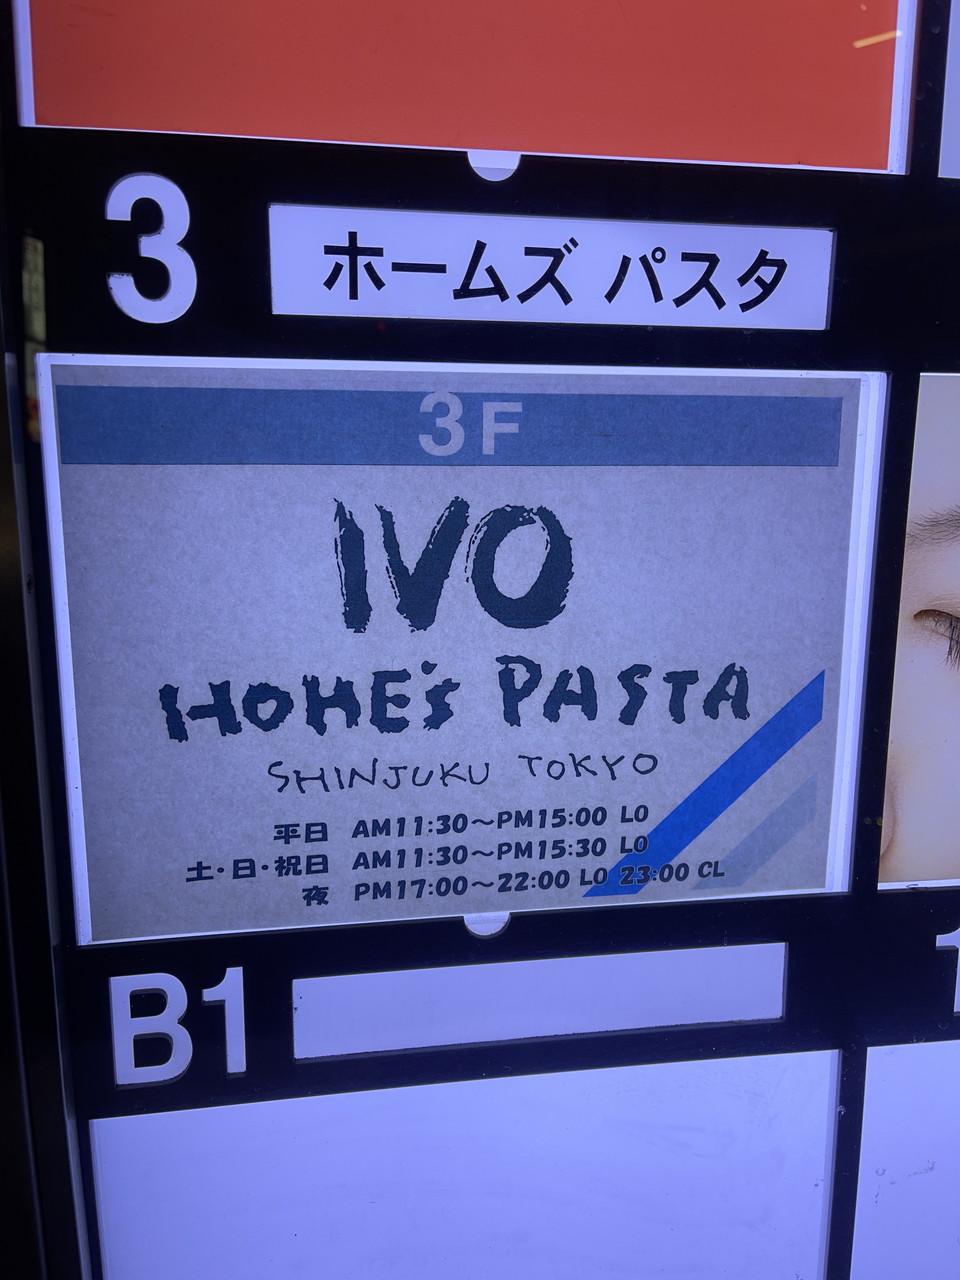 3
ホームズ パスタ
3F
IVO
HOME's PASTA
SHINJUKU TOKYO
平日 AM11:30～PM15:00 LO
土・日・祝日 AM11:30～PM15:30 LO
夜 PM17:00～22:00 LO 23:00 CL
B1